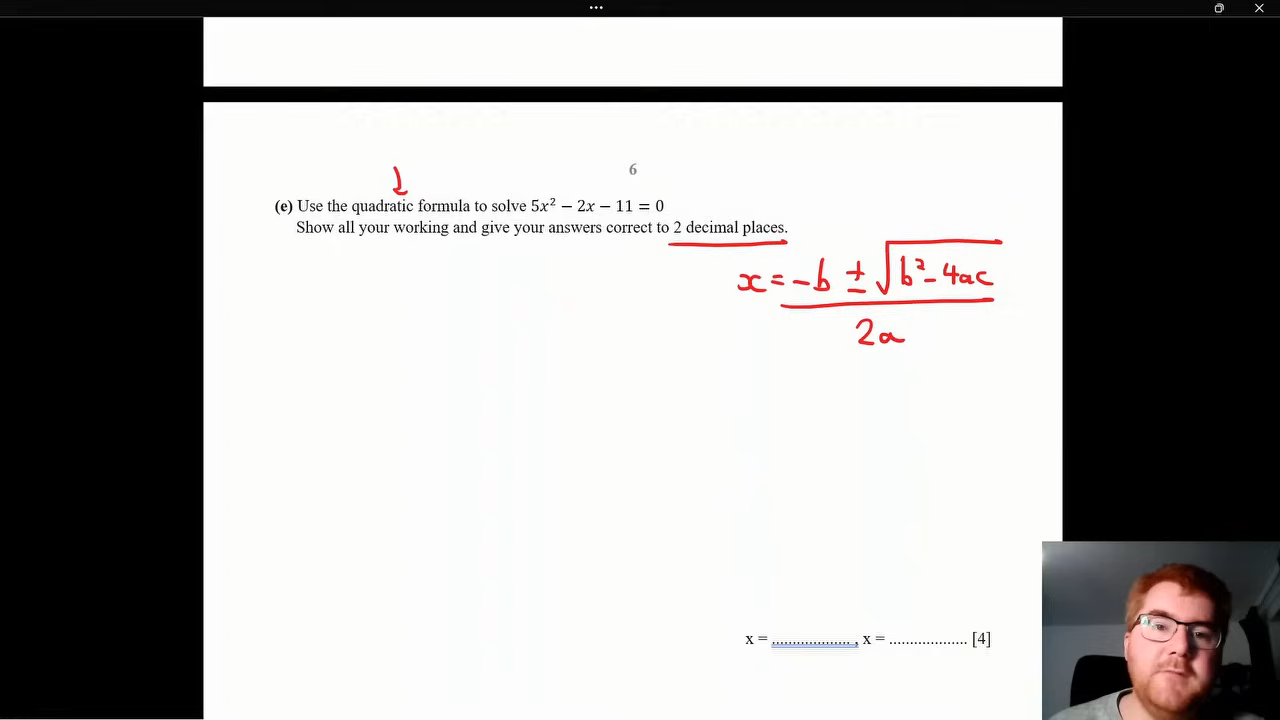 6
(e) Use the quadratic formula to solve 5x² − 2x − 11 = 0
Show all your working and give your answers correct to 2 decimal places.
x = -b ± √b² - 4ac
2a
x = ................... , x = ................... [4]